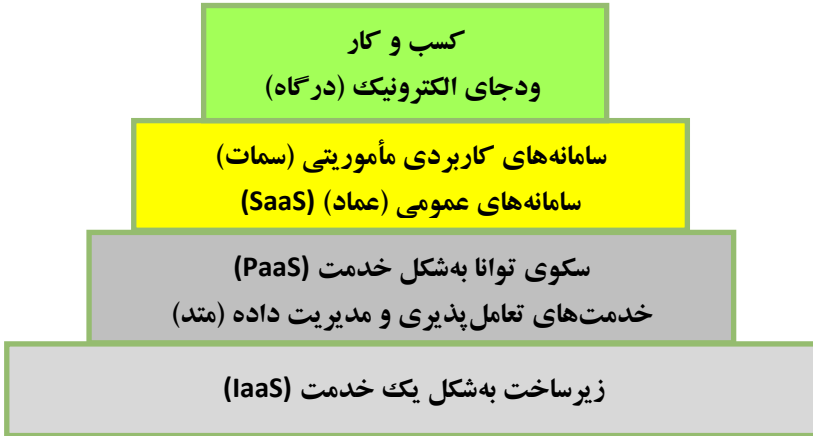 کسب و کار
ودجای الکترونیک (درگاه)
سامانه‌های کاربردی مأموریتی (سمات)
سامانه‌های عمومی (عماد) (SaaS)
سکوی توانا به‌شکل خدمت (PaaS)
خدمت‌های تعامل‌پذیری و مدیریت داده (متد)
زیرساخت به‌شکل یک خدمت (IaaS)